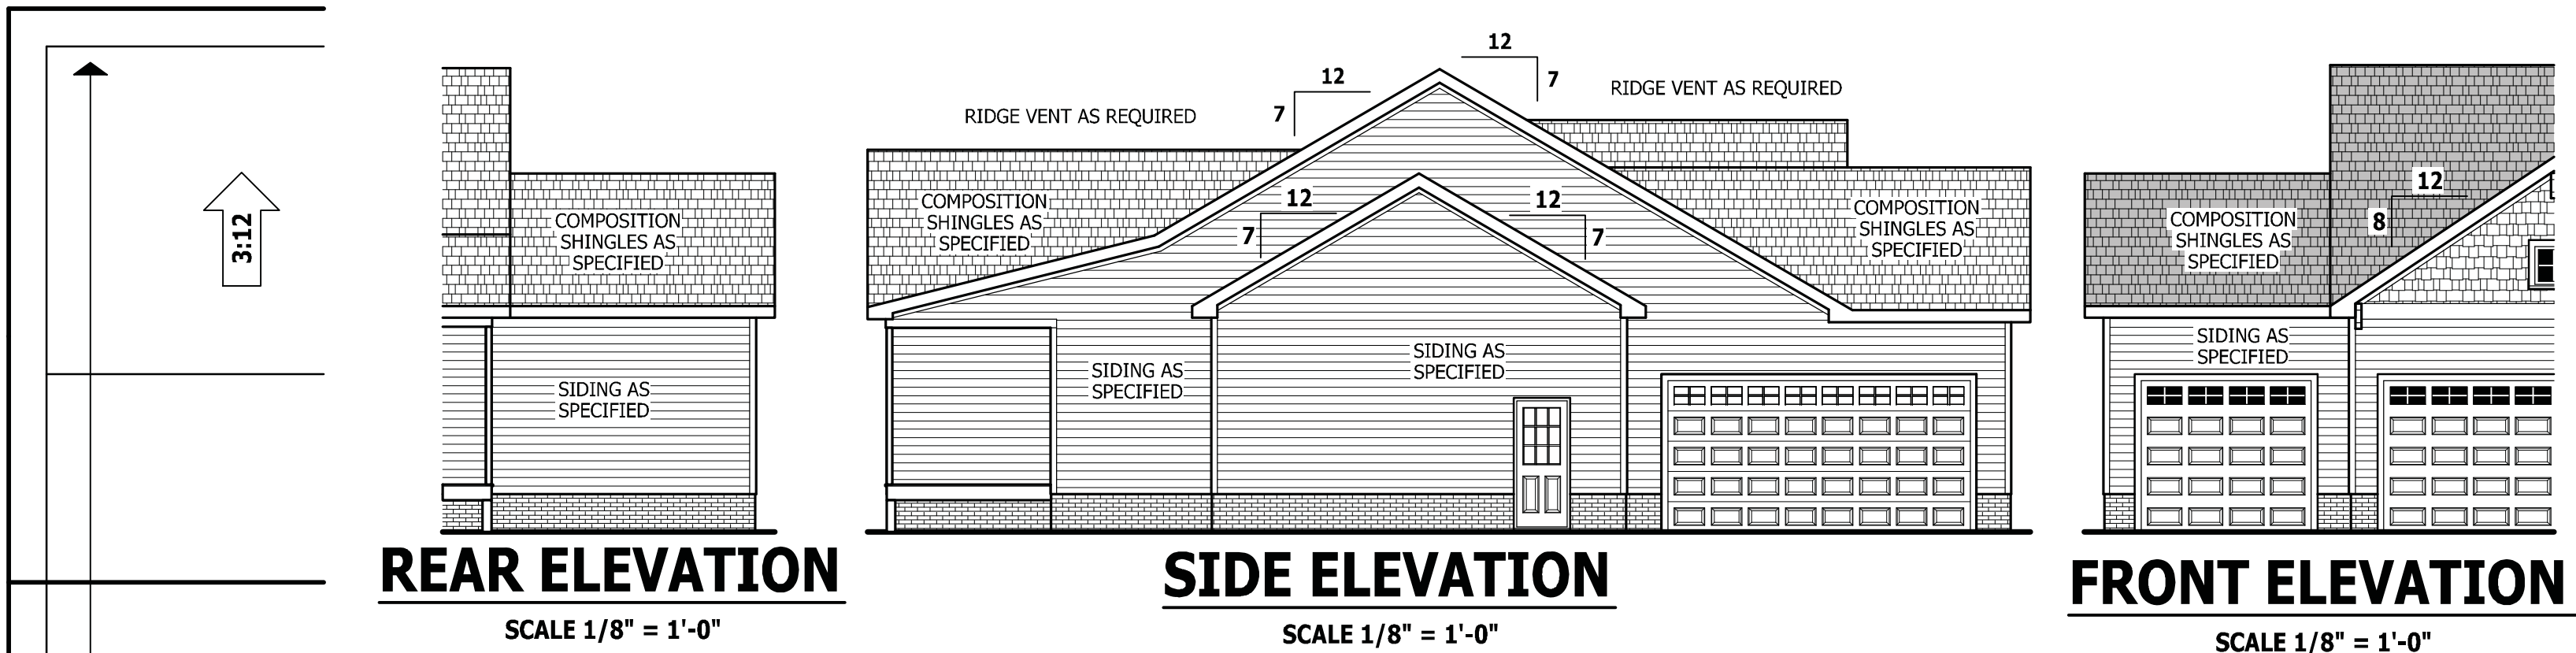 3:12
COMPOSITION
SHINGLES AS
SPECIFIED
SIDING AS
SPECIFIED
REAR ELEVATION
SCALE 1/8" = 1'-0"
12
7
12
7
RIDGE VENT AS REQUIRED
RIDGE VENT AS REQUIRED
COMPOSITION
SHINGLES AS
SPECIFIED
12
7
12
7
COMPOSITION
SHINGLES AS
SPECIFIED
SIDING AS
SPECIFIED
SIDING AS
SPECIFIED
SIDE ELEVATION
SCALE 1/8" = 1'-0"
12
8
COMPOSITION
SHINGLES AS
SPECIFIED
SIDING AS
SPECIFIED
FRONT ELEVATION
SCALE 1/8" = 1'-0"